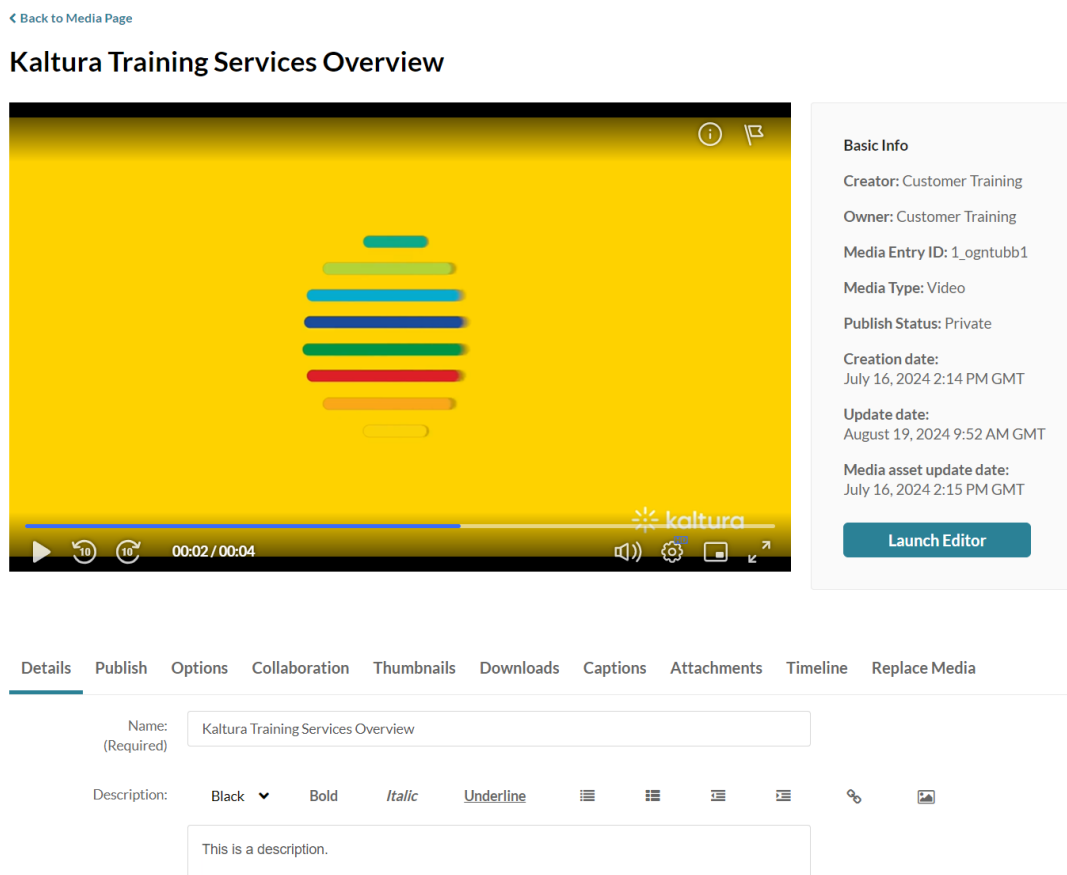 Back to Media Page
Kaltura Training Services Overview
kaltura
10 10 00:02 / 00:04
Basic Info
Creator: Customer Training
Owner: Customer Training
Media Entry ID: 1_ogntubb1
Media Type: Video
Publish Status: Private
Creation date:
July 16, 2024 2:14 PM GMT
Update date:
August 19, 2024 9:52 AM GMT
Media asset update date:
July 16, 2024 2:15 PM GMT
Launch Editor
Details Publish Options Collaboration Thumbnails Downloads Captions Attachments Timeline Replace Media
Name: Kaltura Training Services Overview
(Required)
Description: Black Bold Italic Underline
This is a description.